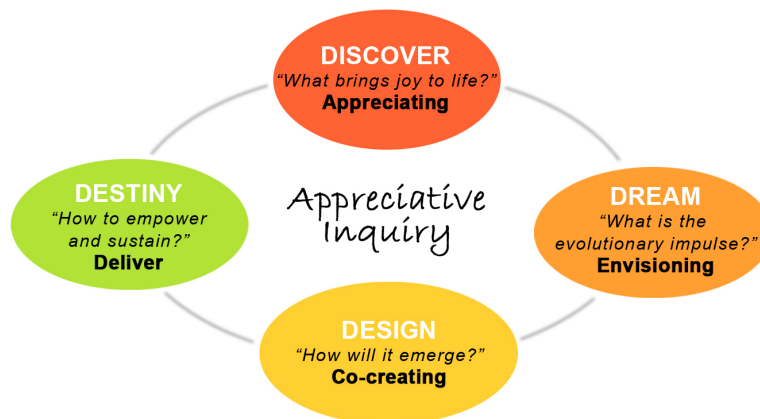 DISCOVER
“What brings joy to life?”
Appreciating
DESTINY
“How to empower
and sustain?”
Deliver
Appreciative
Inquiry
DREAM
“What is the
evolutionary impulse?”
Envisioning
DESIGN
“How will it emerge?”
Co-creating